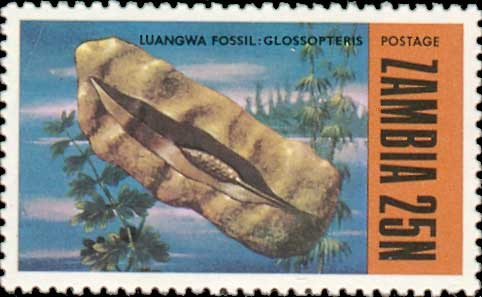 LUANGWA FOSSIL: GLOSSOPTERIS
POSTAGE
ZAMBIA 25N